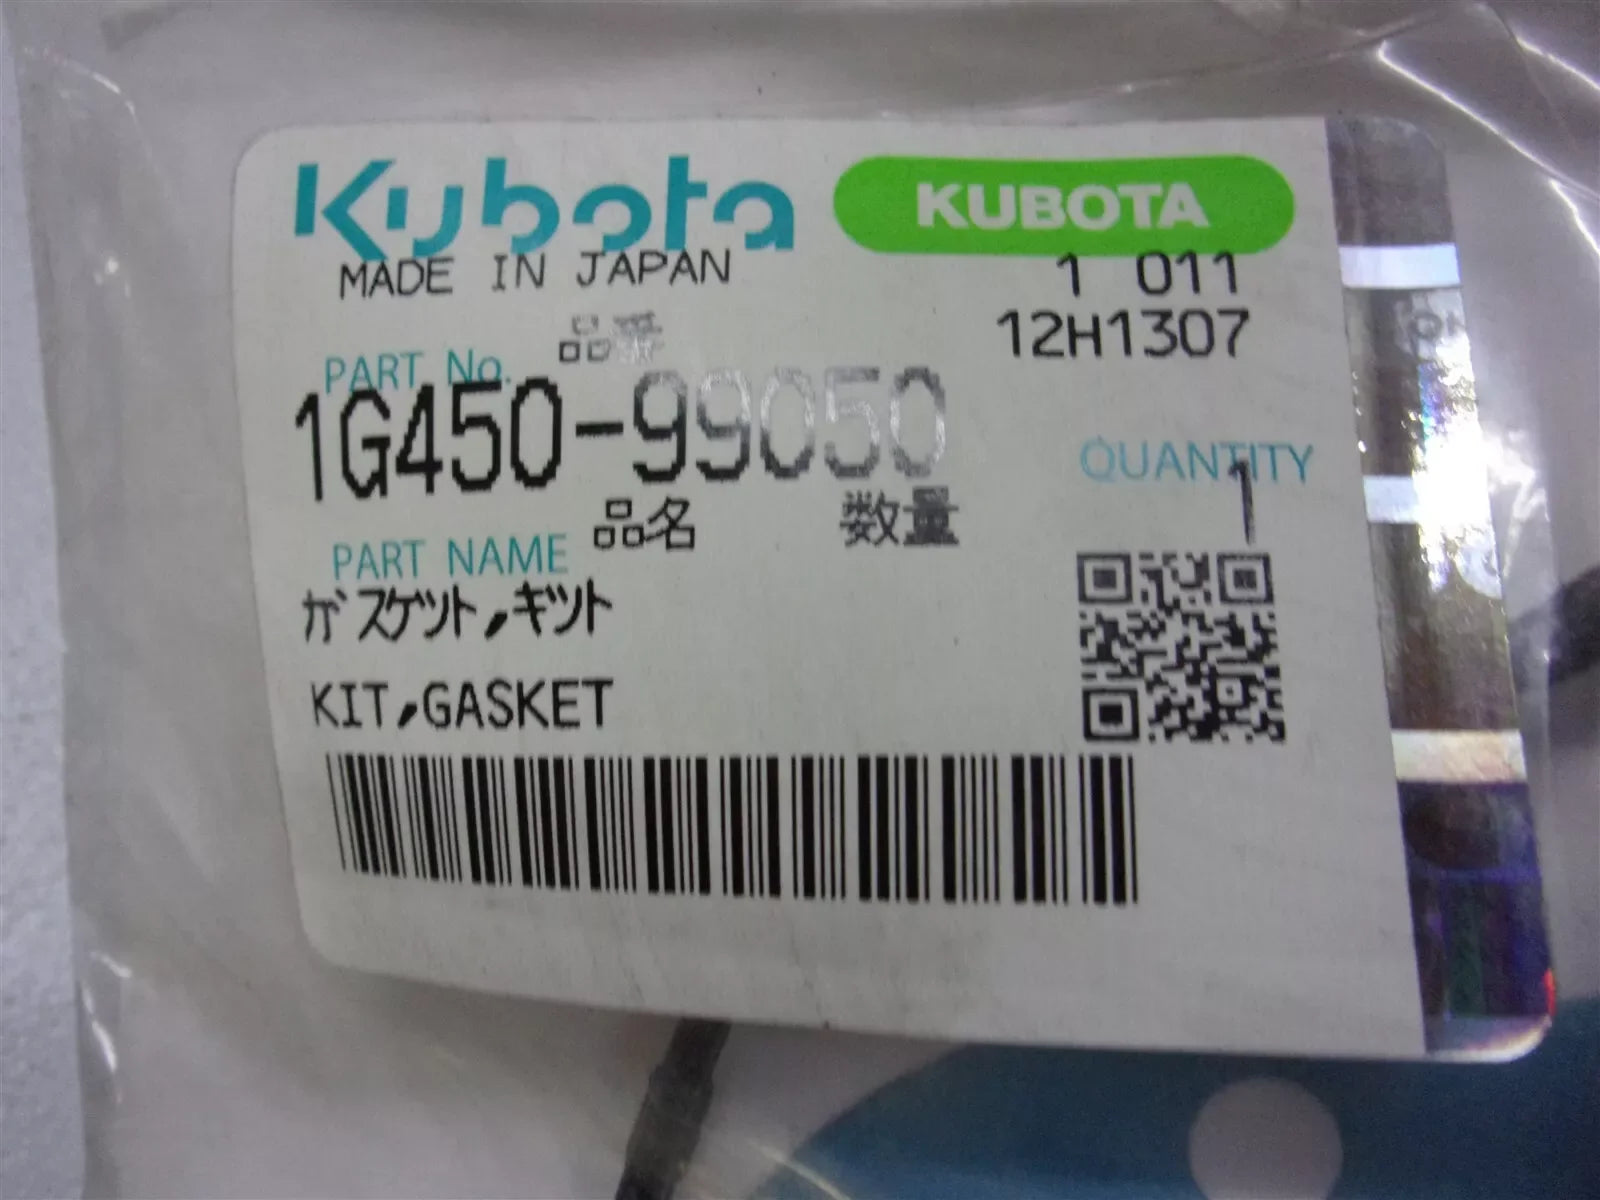 Kubota KUBOTA
MADE IN JAPAN 1 011
12H1307
品番
PART No.
1G450-99050
QUANTITY
1
品名 数量
PART NAME
ガスケット,キット
KIT,GASKET